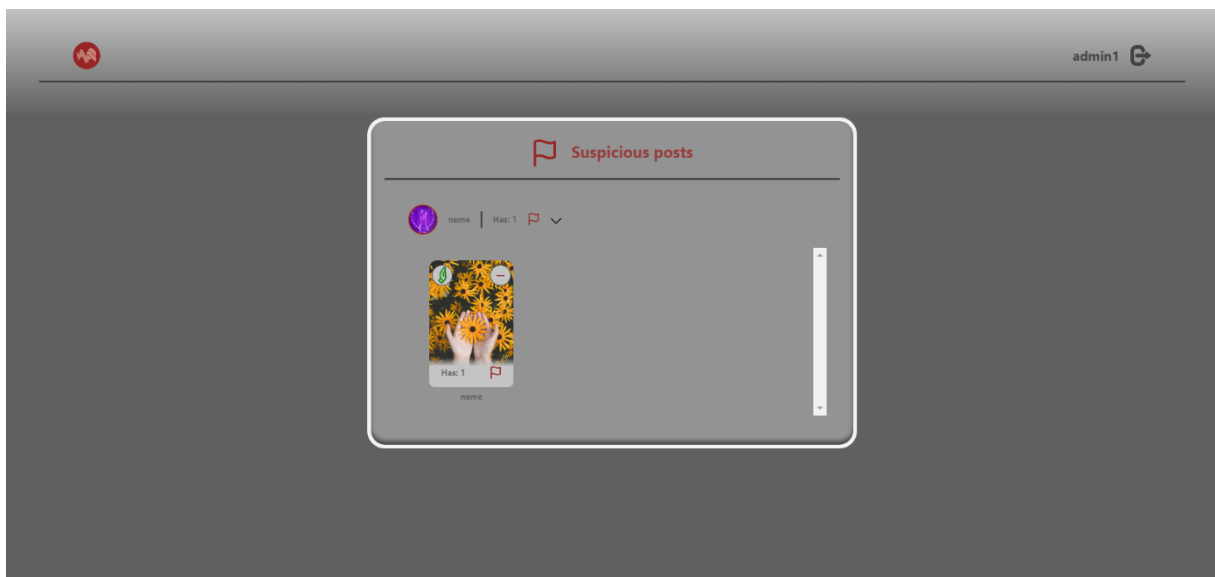 admin1
Suspicious posts
neme | Has: 1
Has: 1
name